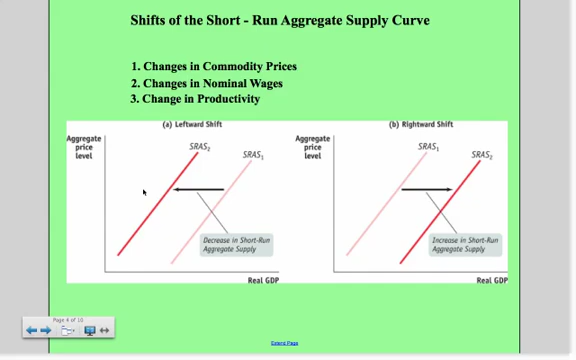 Shifts of the Short - Run Aggregate Supply Curve
1. Changes in Commodity Prices
2. Changes in Nominal Wages
3. Change in Productivity
(a) Leftward Shift
Aggregate
price
level
SRAS2
SRAS1
Decrease in Short-Run
Aggregate Supply
Real GDP
(b) Rightward Shift
Aggregate
price
level
SRAS1
SRAS2
Increase in Short-Run
Aggregate Supply
Real GDP
Page 4 of 10
Extend Page